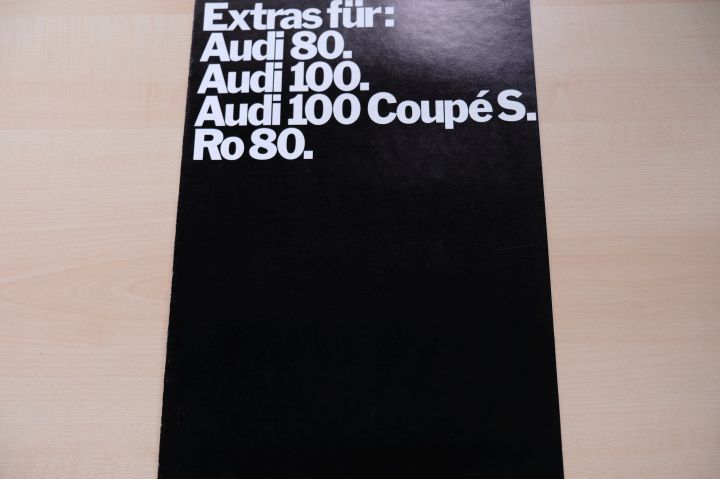 Extras für:
Audi 80.
Audi 100.
Audi 100 Coupé S.
Ro 80.